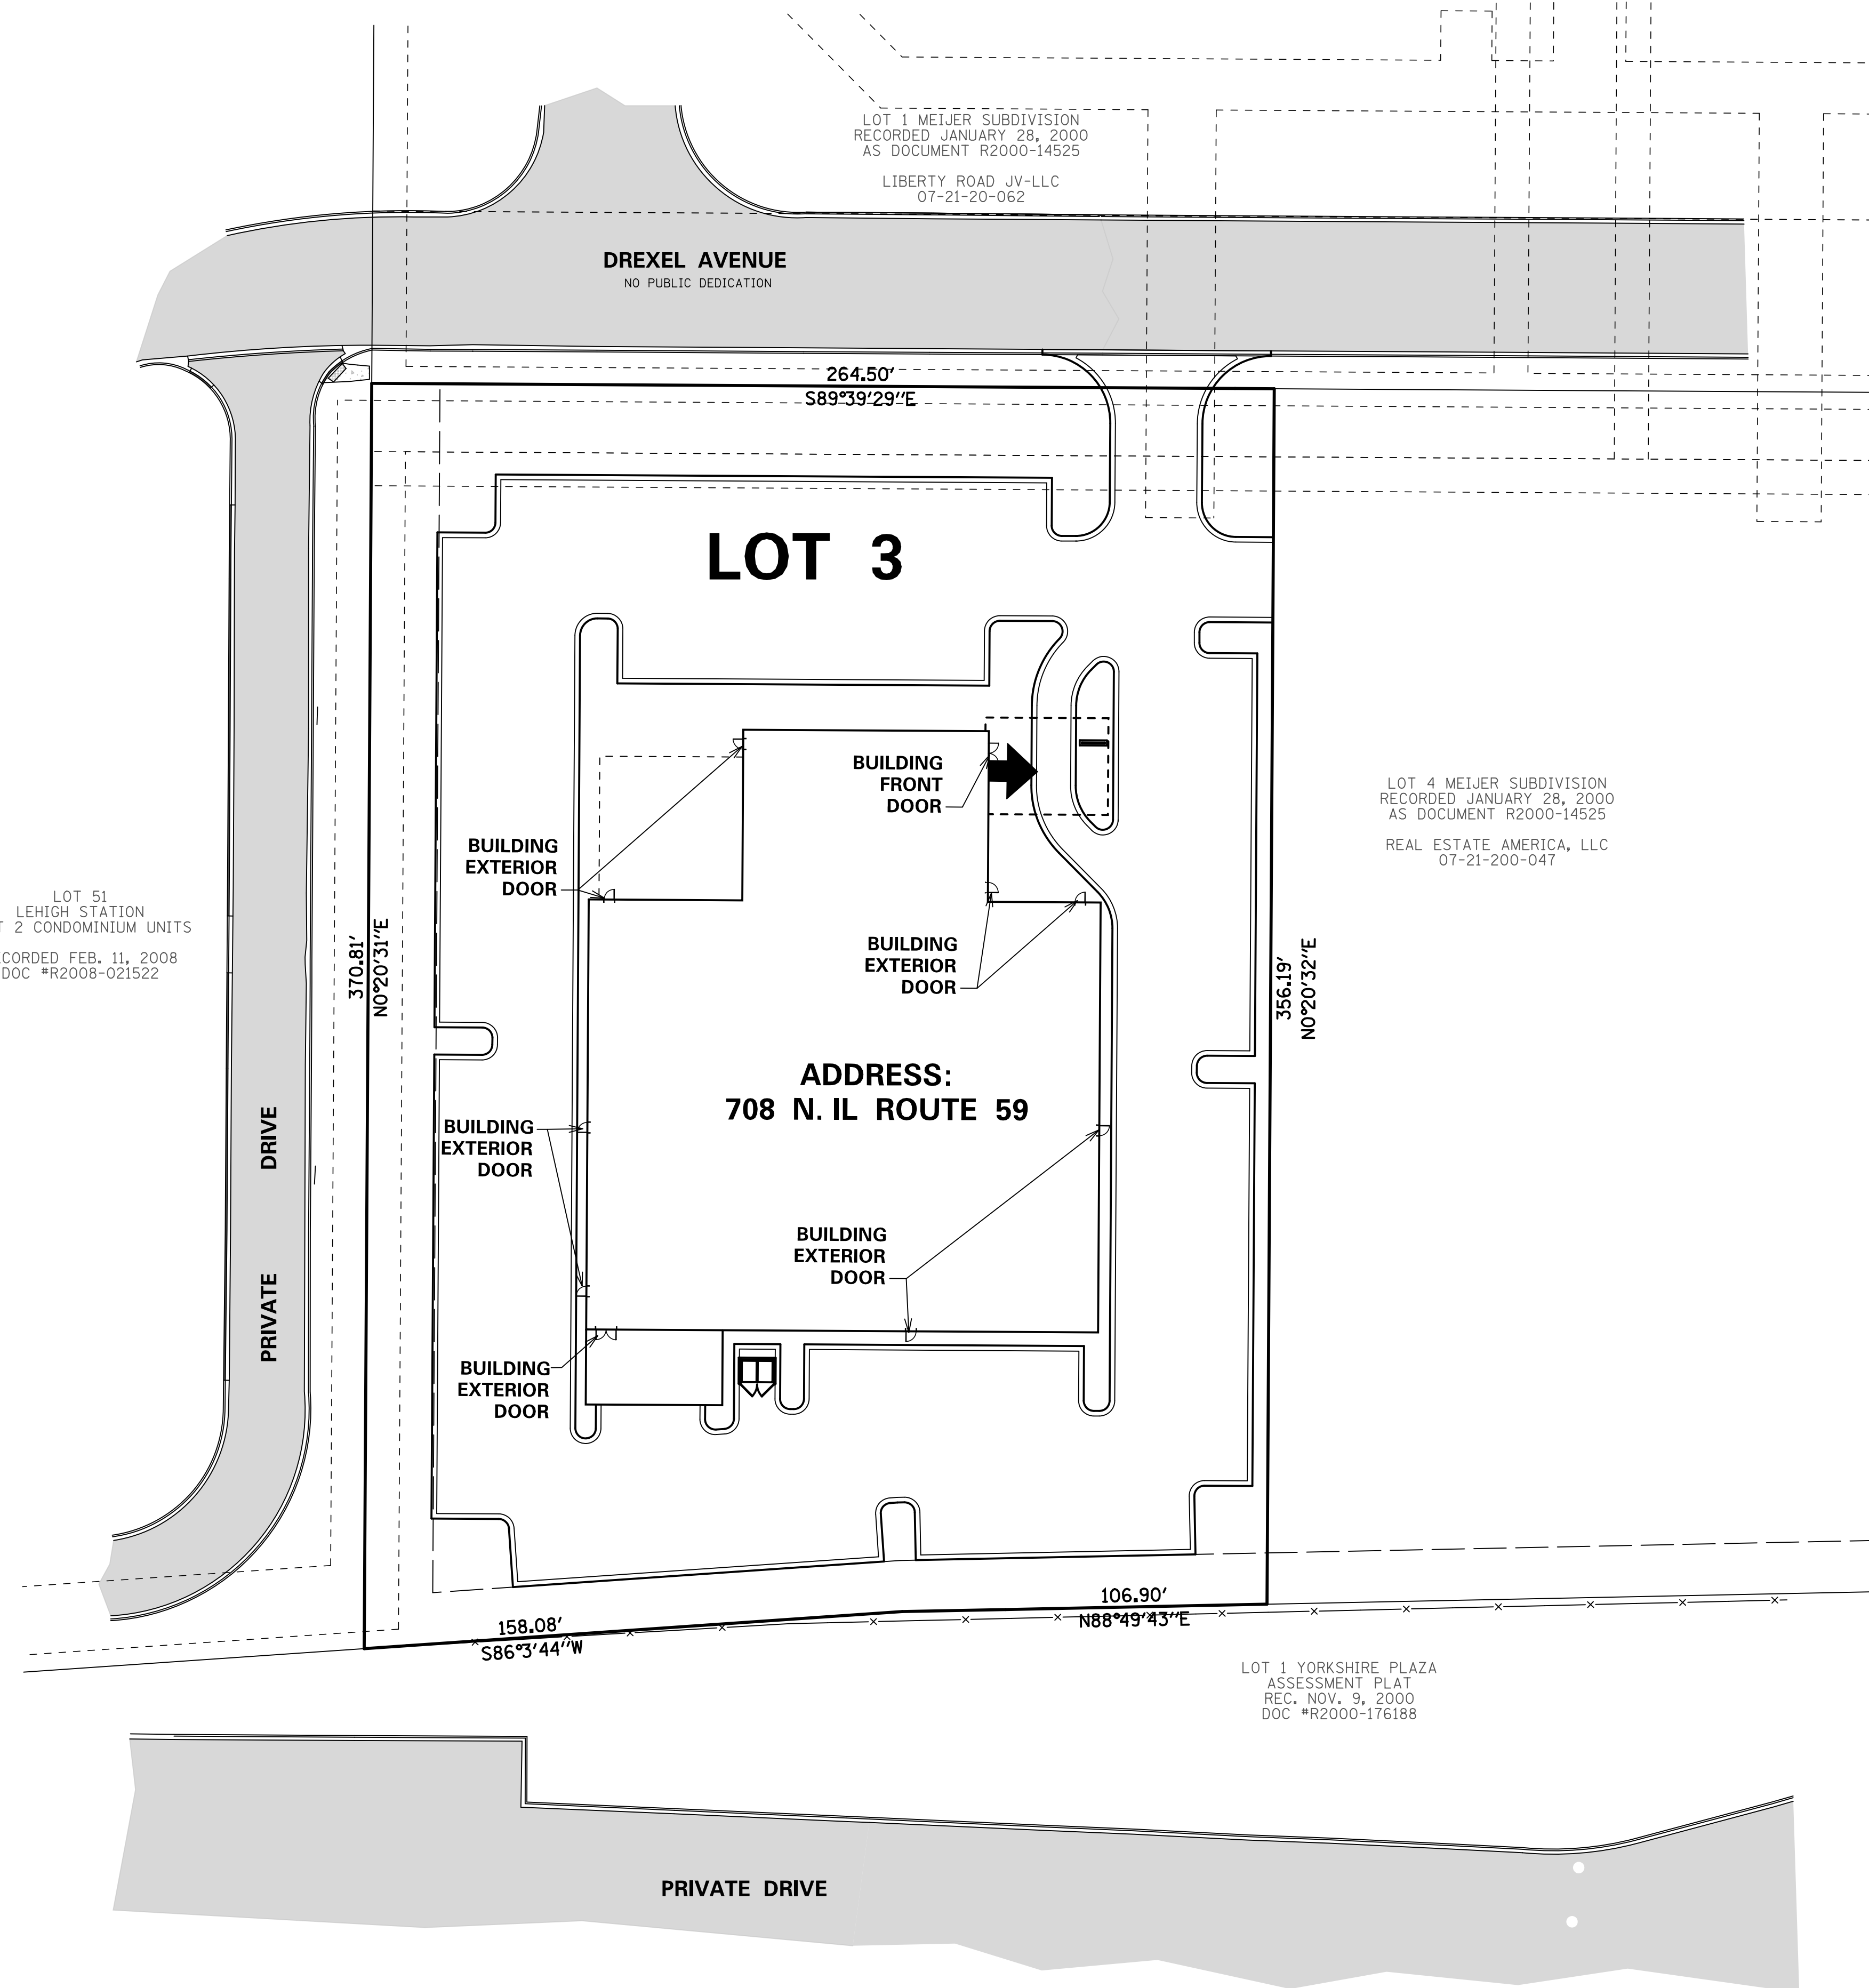 LOT 1 MEIJER SUBDIVISION
RECORDED JANUARY 28, 2000
AS DOCUMENT R2000-14525
LIBERTY ROAD JV-LLC
07-21-20-062
DREXEL AVENUE
NO PUBLIC DEDICATION
264.50'
S89°39'29"E
LOT 3
BUILDING
FRONT
DOOR
BUILDING
EXTERIOR
DOOR
LOT 4 MEIJER SUBDIVISION
RECORDED JANUARY 28, 2000
AS DOCUMENT R2000-14525
REAL ESTATE AMERICA, LLC
07-21-200-047
LOT 51
LEHIGH STATION
T 2 CONDOMINIUM UNITS
CORDED FEB. 11, 2008
DOC #R2008-021522
370.81'
N0°20'31"E
BUILDING
EXTERIOR
DOOR
356.19'
N0°20'32"E
ADDRESS:
708 N. IL ROUTE 59
BUILDING
EXTERIOR
DOOR
PRIVATE DRIVE
BUILDING
EXTERIOR
DOOR
BUILDING
EXTERIOR
DOOR
158.08'
S86°3'44"W
106.90'
N88°49'43"E
LOT 1 YORKSHIRE PLAZA
ASSESSMENT PLAT
REC. NOV. 9, 2000
DOC #R2000-176188
PRIVATE DRIVE